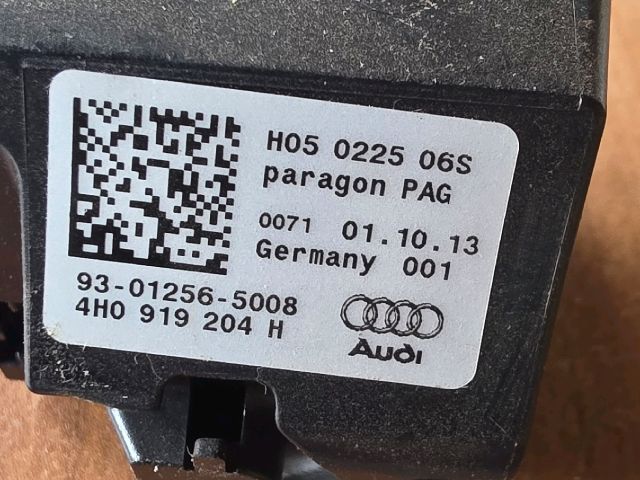 H05 0225 06S
paragon PAG
0071 01.10.13
Germany 001
93-01256-5008
4H0 919 204 H
Audi